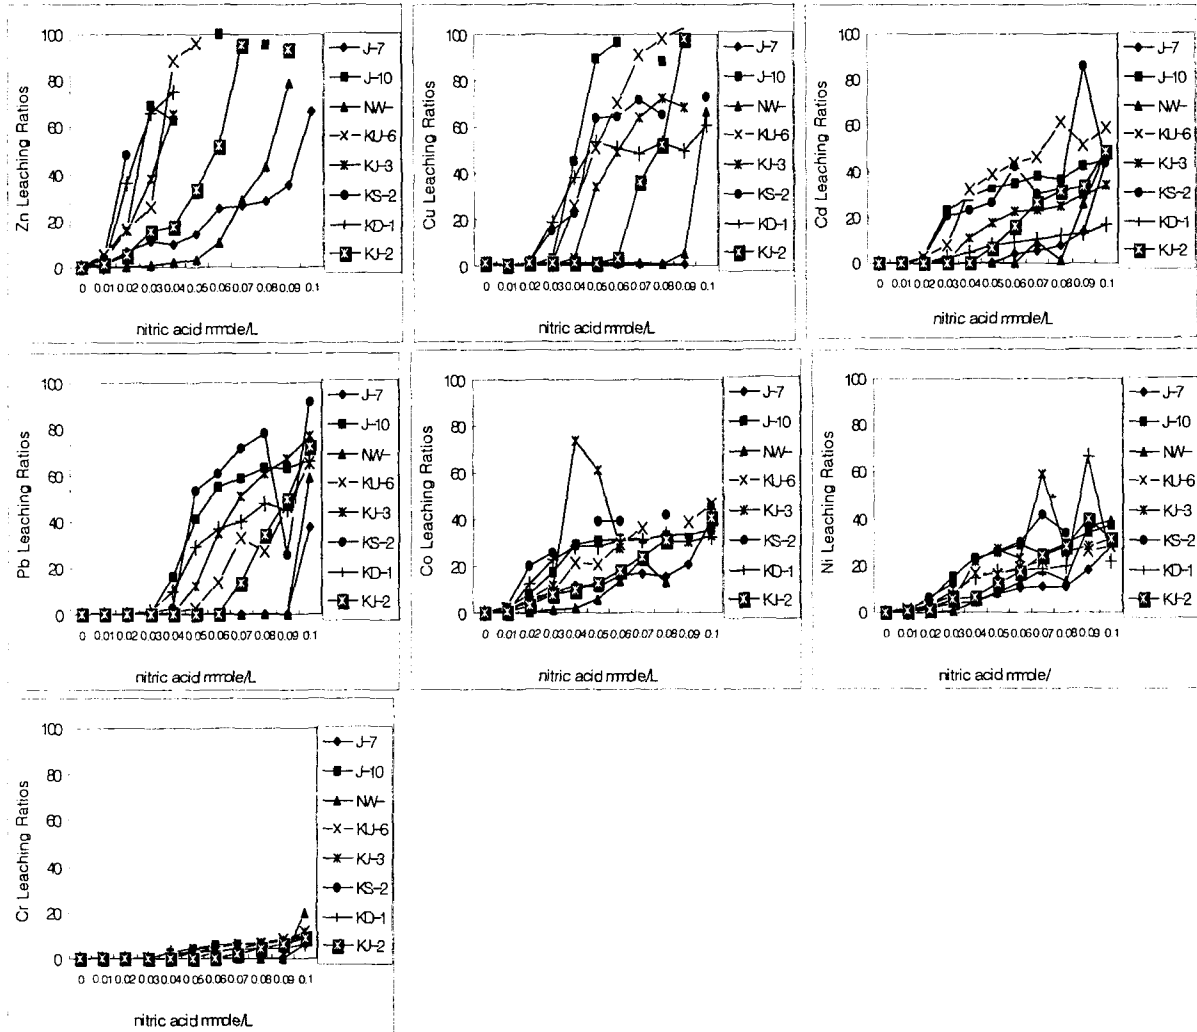 Zn Leaching Ratios
100
80
60
40
20
0
0 0.01 0.02 0.03 0.04 0.05 0.06 0.07 0.08 0.09 0.1
nitric acid mmole/L
J-7
J-10
NW-
KU-6
KJ-3
KS-2
KD-1
KJ-2
Cu Leaching Ratios
100
80
60
40
20
0
0 0.01 0.02 0.03 0.04 0.05 0.06 0.07 0.08 0.09 0.1
nitric acid mmole/L
J-7
J-10
NW-
KU-6
KJ-3
KS-2
KD-1
KJ-2
Cd Leaching Ratios
100
80
60
40
20
0
0 0.01 0.02 0.03 0.04 0.05 0.06 0.07 0.08 0.09 0.1
nitric acid mmole/L
J-7
J-10
NW-
KU-6
KJ-3
KS-2
KD-1
KJ-2
Pb Leaching Ratios
100
80
60
40
20
0
0 0.01 0.02 0.03 0.04 0.05 0.06 0.07 0.08 0.09 0.1
nitric acid mmole/L
J-7
J-10
NW-
KU-6
KJ-3
KS-2
KD-1
KJ-2
Co Leaching Ratios
100
80
60
40
20
0
0 0.01 0.02 0.03 0.04 0.05 0.06 0.07 0.08 0.09 0.1
nitric acid mmole/L
J-7
J-10
NW-
KU-6
KJ-3
KS-2
KD-1
KJ-2
Ni Leaching Ratios
100
80
60
40
20
0
0 0.01 0.02 0.03 0.04 0.05 0.06 0.07 0.08 0.09 0.1
nitric acid mmole/
J-7
J-10
NW-
KU-6
KJ-3
KS-2
KD-1
KJ-2
Cr Leaching Ratios
100
80
60
40
20
0
0 0.01 0.02 0.03 0.04 0.05 0.06 0.07 0.08 0.09 0.1
nitric acid mmole/L
J-7
J-10
NW-
KU-6
KJ-3
KS-2
KD-1
KJ-2